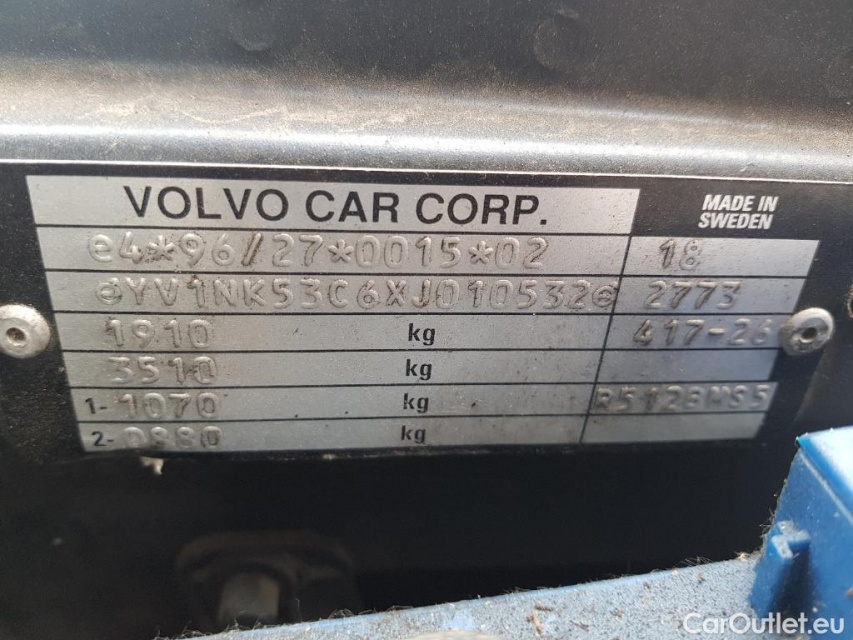 VOLVO CAR CORP.
MADE IN
SWEDEN
e4*96/27*0015*02 18
YV1NK53C6XJ010532 2773
1910 kg 417-26
3510 kg
1-1070 kg
2-0880 kg
CarOutlet.eu